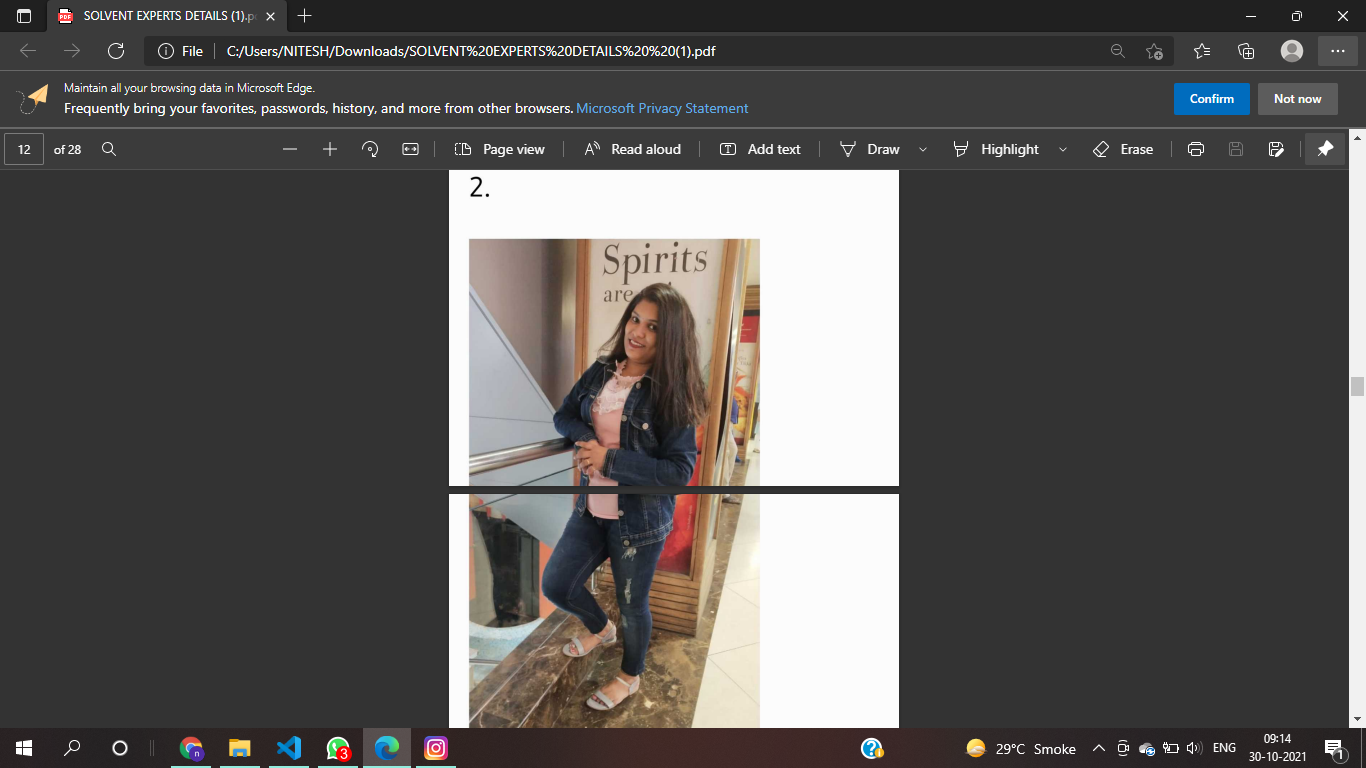 SOLVENT EXPERTS DETAILS (1).p
File
C:/Users/NITESH/Downloads/SOLVENT%20EXPERTS%20DETAILS%20%20(1).pdf
Maintain all your browsing data in Microsoft Edge.
Frequently bring your favorites, passwords, history, and more from other browsers. Microsoft Privacy Statement
Confirm
Not now
12
of 28
Page view
Read aloud
Add text
Draw
Highlight
Erase
2.
Spirits
are
29°C Smoke
ENG
09:14
30-10-2021